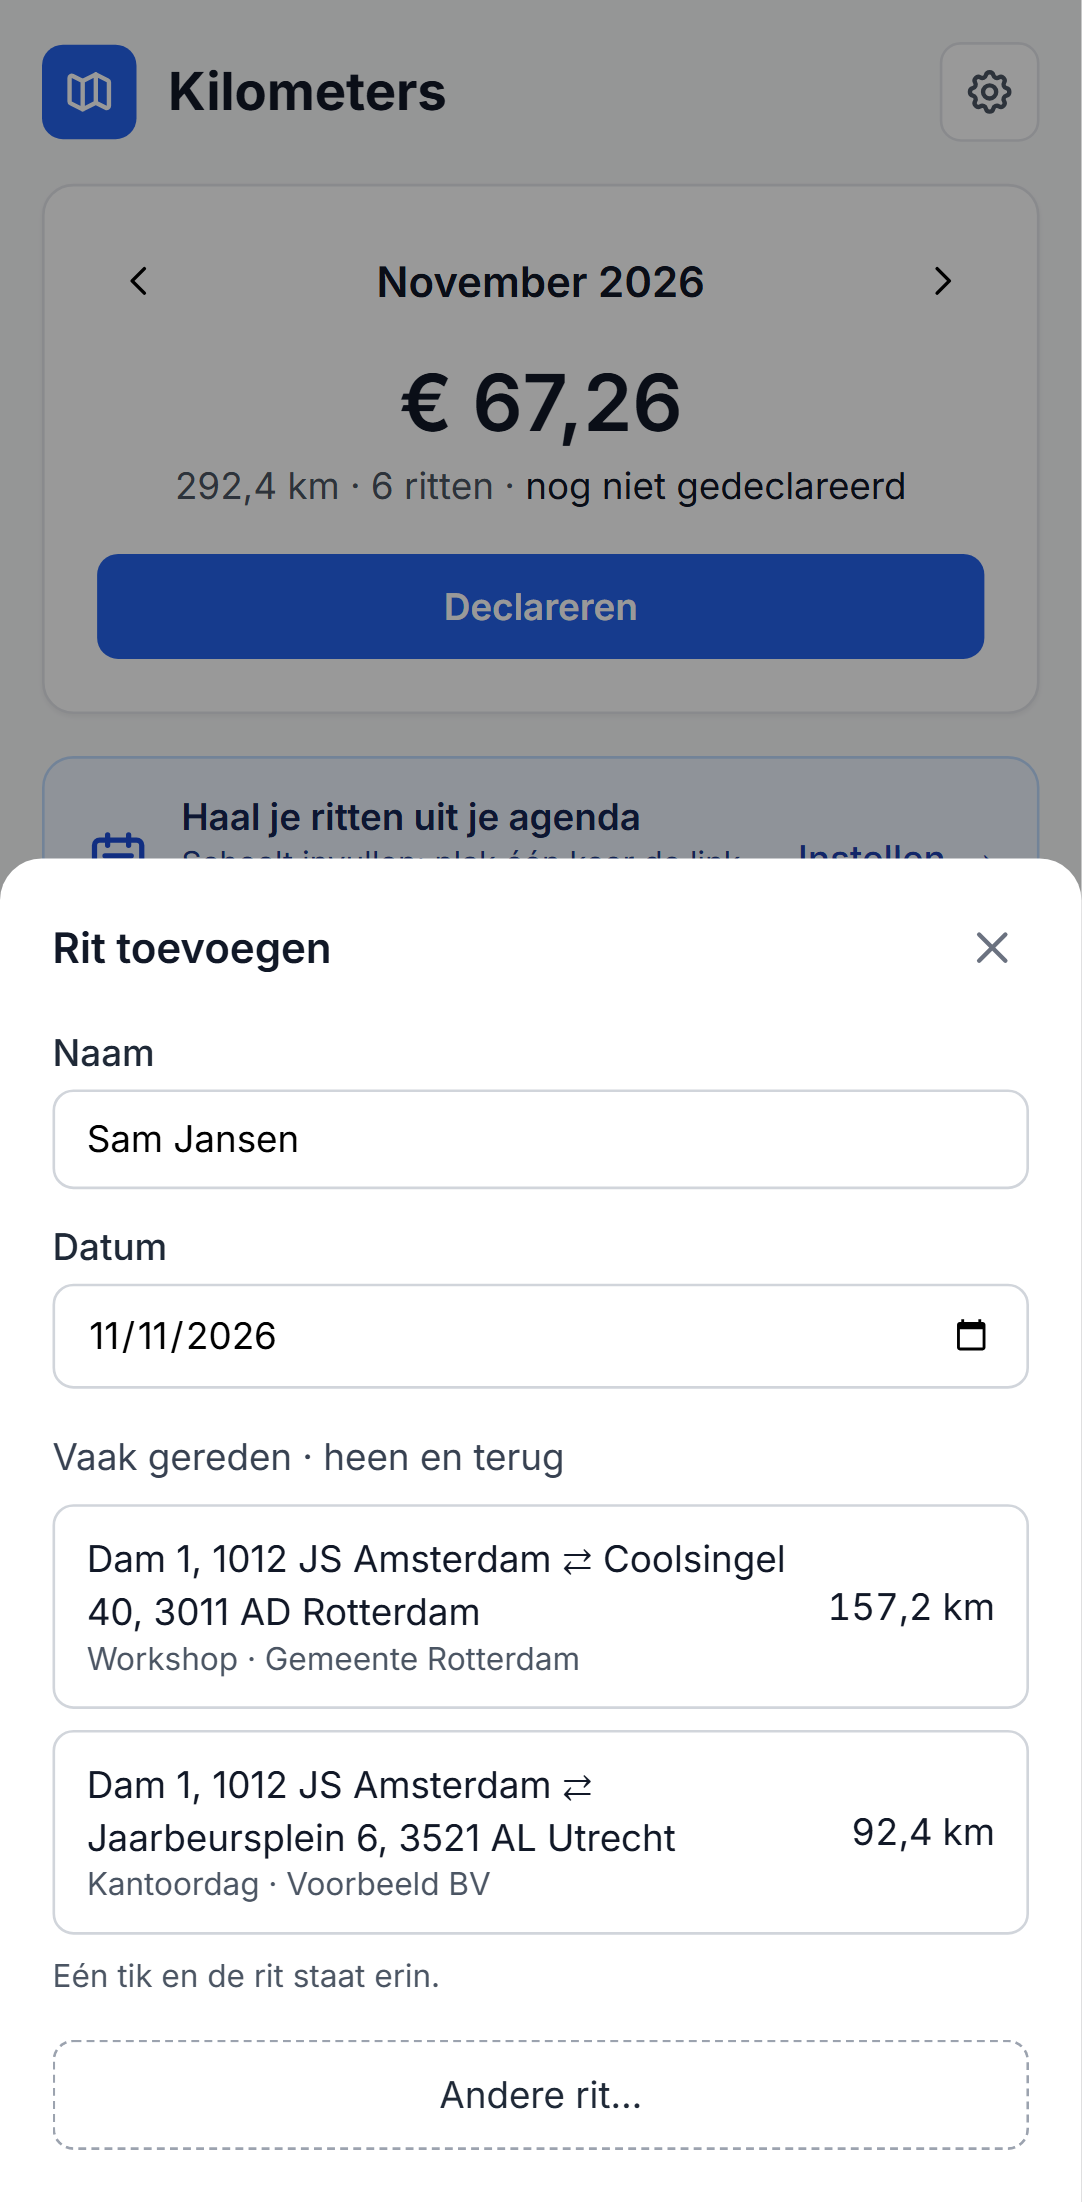 Kilometers
November 2026
€ 67,26
292,4 km · 6 ritten · nog niet gedeclareerd
Declareren
Haal je ritten uit je agenda
Instellen
Rit toevoegen
Naam
Sam Jansen
Datum
11/11/2026
Vaak gereden · heen en terug
Dam 1, 1012 JS Amsterdam ⇄ Coolsingel
40, 3011 AD Rotterdam
157,2 km
Workshop · Gemeente Rotterdam
Dam 1, 1012 JS Amsterdam ⇄
Jaarbeursplein 6, 3521 AL Utrecht
92,4 km
Kantoordag · Voorbeeld BV
Eén tik en de rit staat erin.
Andere rit...